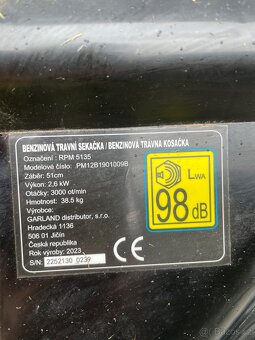 BENZINOVÁ TRAVNÍ SEKAČKA / BENZÍNOVÁ TRÁVNA KOSAČKA
Označení : RPM 5135
Modelové číslo: PM12B1901009B
Záběr: 51cm
Výkon: 2,6 kW
Otáčky: 3000 ot/min
Hmotnost: 38.5 kg
Výrobce:
GARLAND distributor, s.r.o.
Hradecká 1136
506 01 Jičín
Česká republika
Rok výroby: 2023
S/N: 2252130 0239
CE
LWA
98 dB